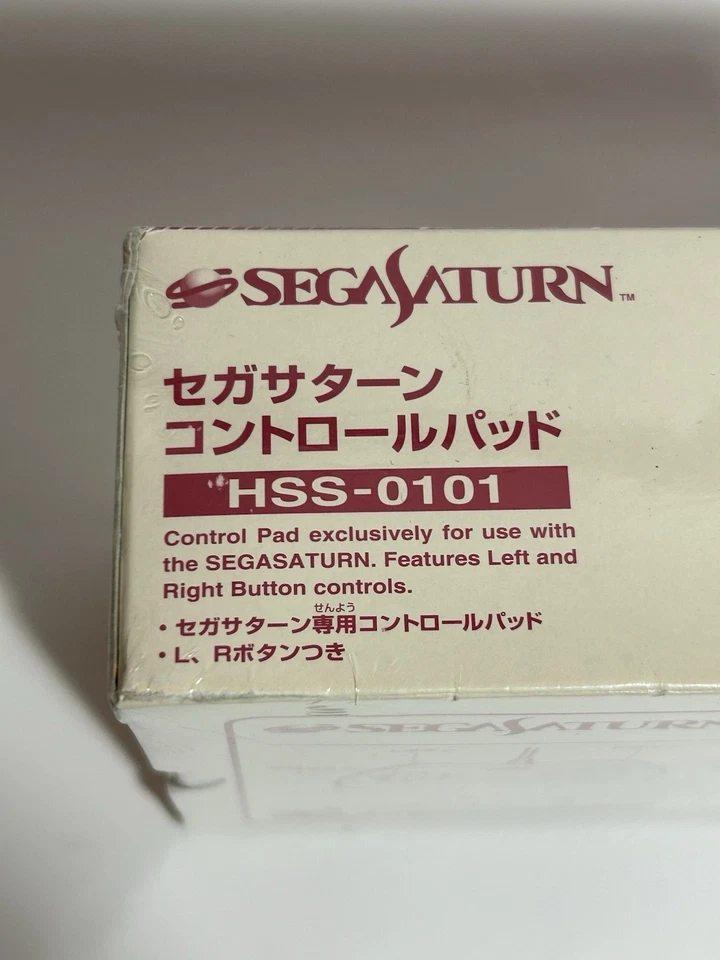 SEGASATURN™
セガサターン
コントロールパッド
HSS-0101
Control Pad exclusively for use with
the SEGASATURN. Features Left and
Right Button controls.
せんよう
・セガサターン専用コントロールパッド
・L、Rボタンつき
SEGASATURN